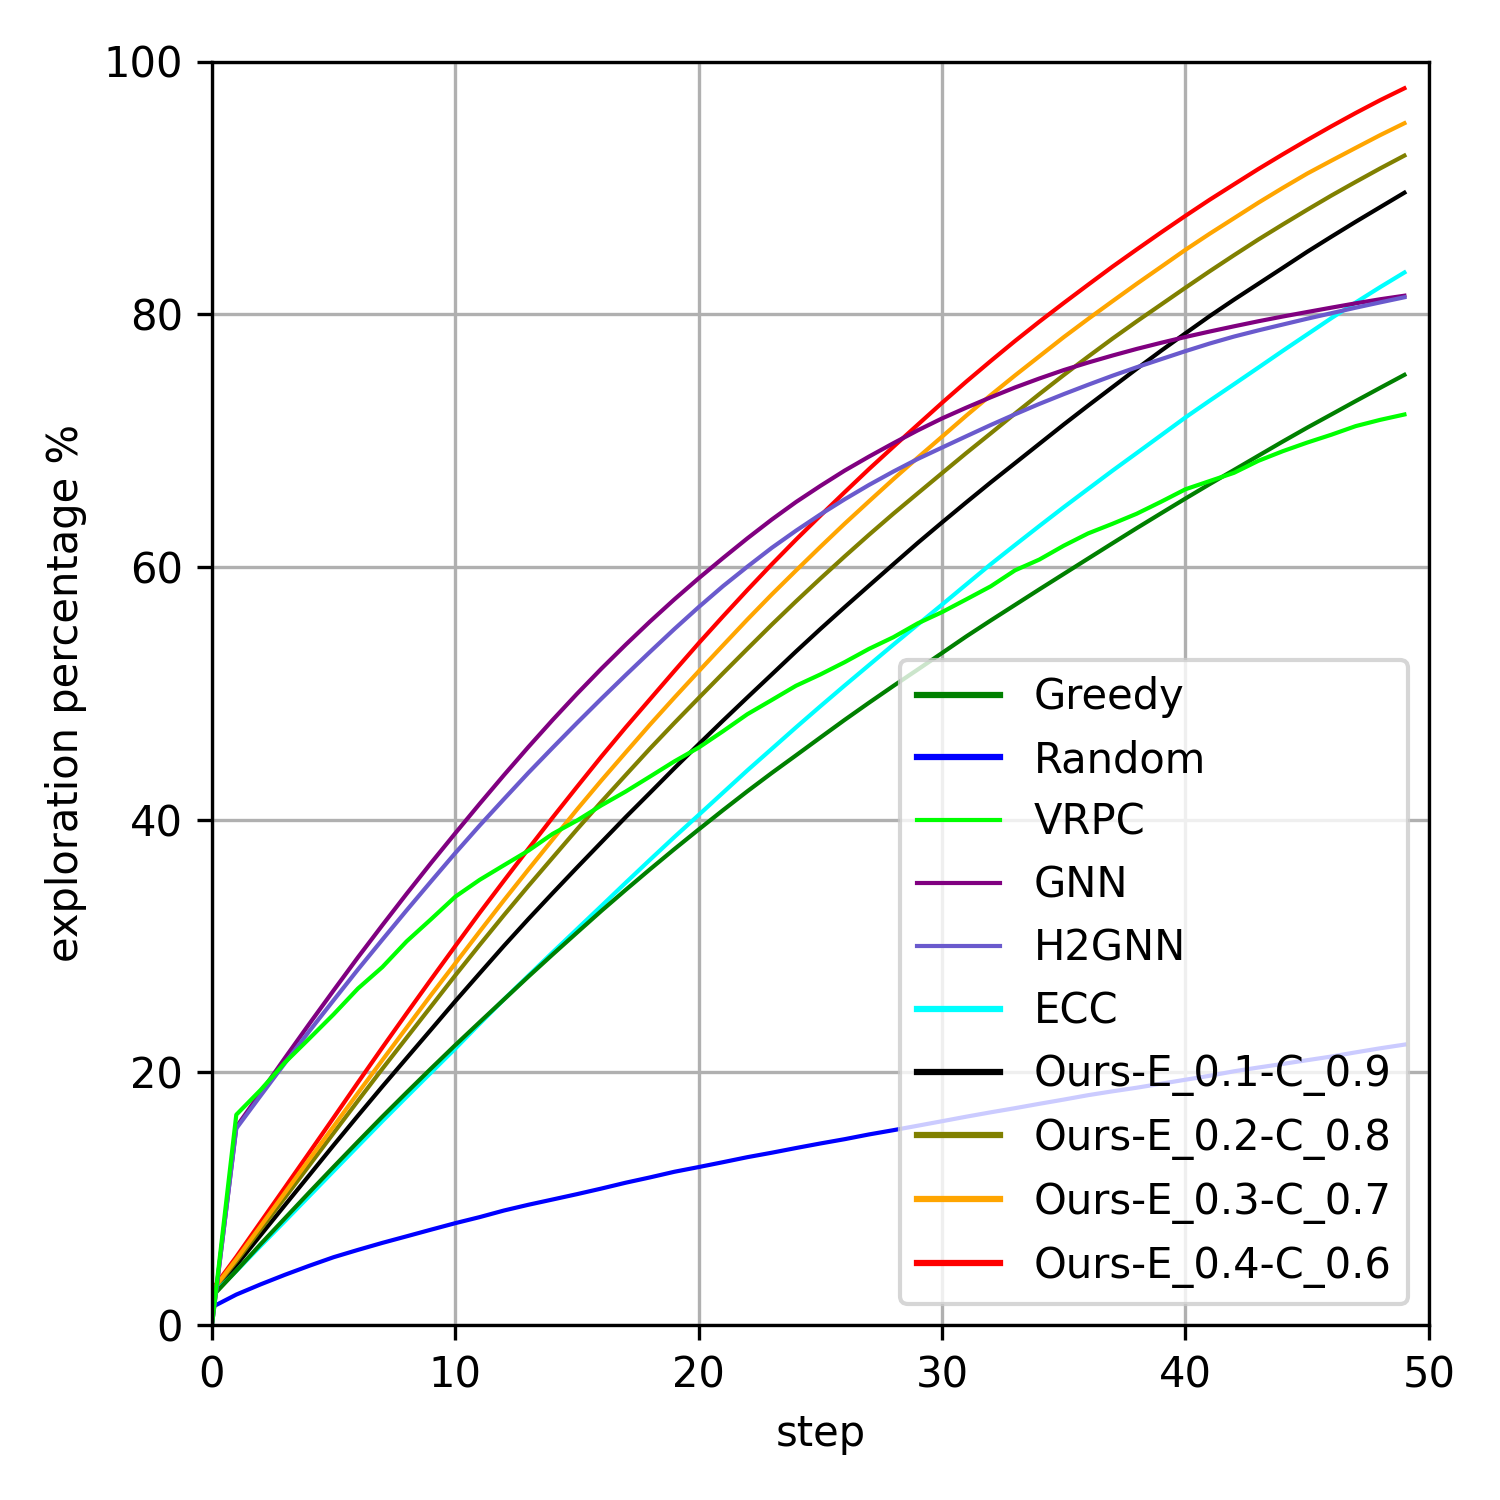 100
80
60
40
20
0
exploration percentage %
0 10 20 30 40 50
step
Greedy
Random
VRPC
GNN
H2GNN
ECC
Ours-E_0.1-C_0.9
Ours-E_0.2-C_0.8
Ours-E_0.3-C_0.7
Ours-E_0.4-C_0.6